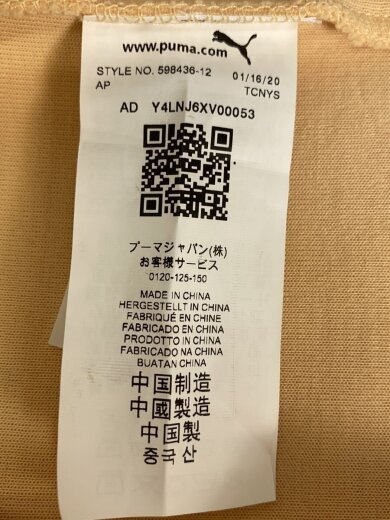 www.puma.com
STYLE NO. 598436-12 01/16/20
AP TCNYS
AD Y4LNJ6XV00053
プーマジャパン(株)
お客様サービス
0120-125-150
MADE IN CHINA
HERGESTELLT IN CHINA
FABRIQUÉ EN CHINE
FABRICADO EN CHINA
PRODOTTO IN CHINA
FABRICADO NA CHINA
BUATAN CHINA
中国制造
中國製造
中国製
중국산